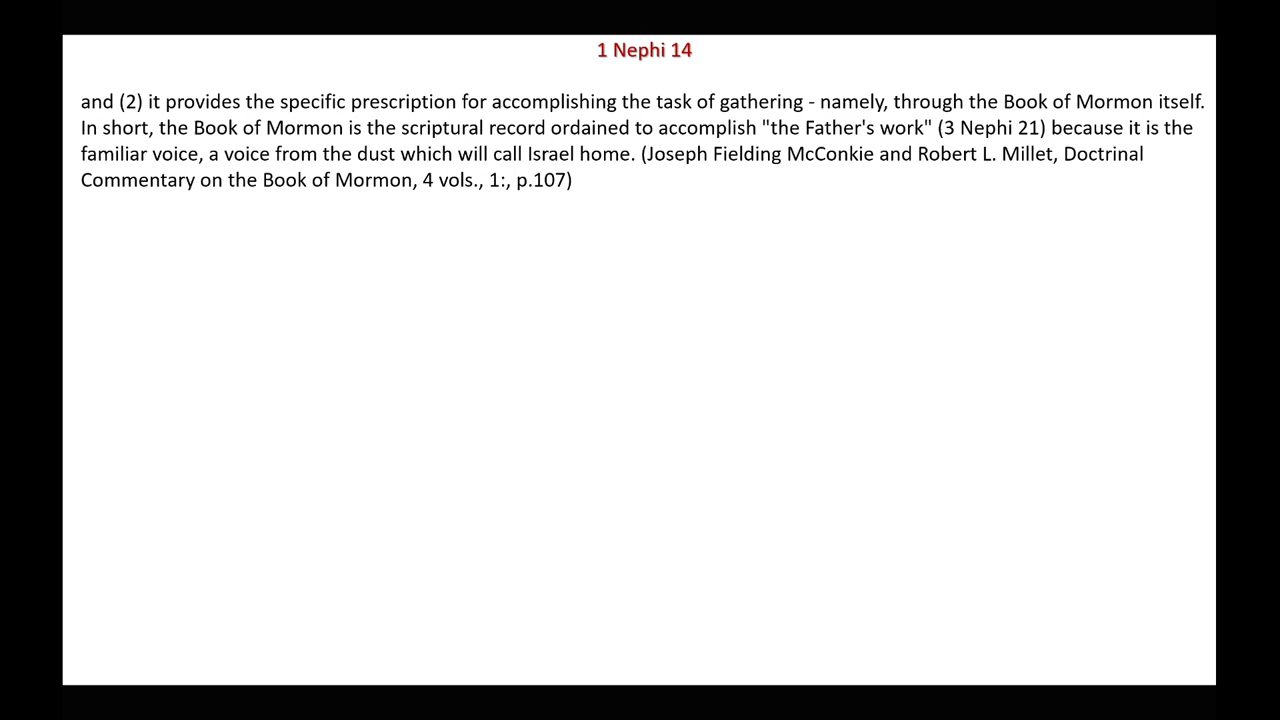 1 Nephi 14
and (2) it provides the specific prescription for accomplishing the task of gathering - namely, through the Book of Mormon itself.
In short, the Book of Mormon is the scriptural record ordained to accomplish "the Father's work" (3 Nephi 21) because it is the
familiar voice, a voice from the dust which will call Israel home. (Joseph Fielding McConkie and Robert L. Millet, Doctrinal
Commentary on the Book of Mormon, 4 vols., 1:, p.107)